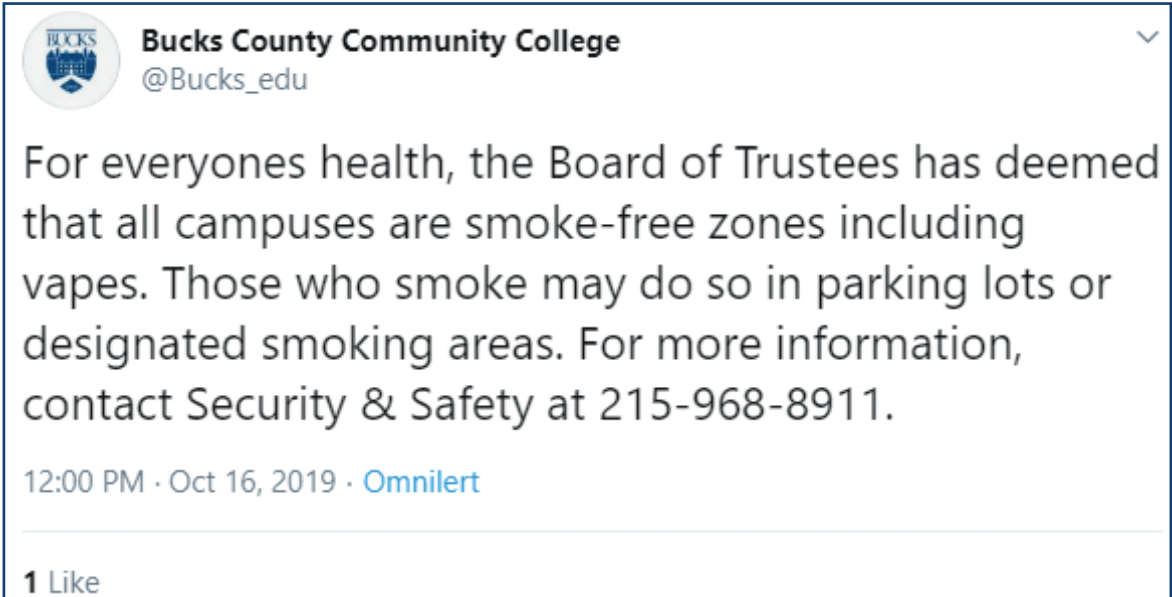 BUCKS
Bucks County Community College
@Bucks_edu
For everyones health, the Board of Trustees has deemed
that all campuses are smoke-free zones including
vapes. Those who smoke may do so in parking lots or
designated smoking areas. For more information,
contact Security & Safety at 215-968-8911.
12:00 PM · Oct 16, 2019 · Omnilert
1 Like